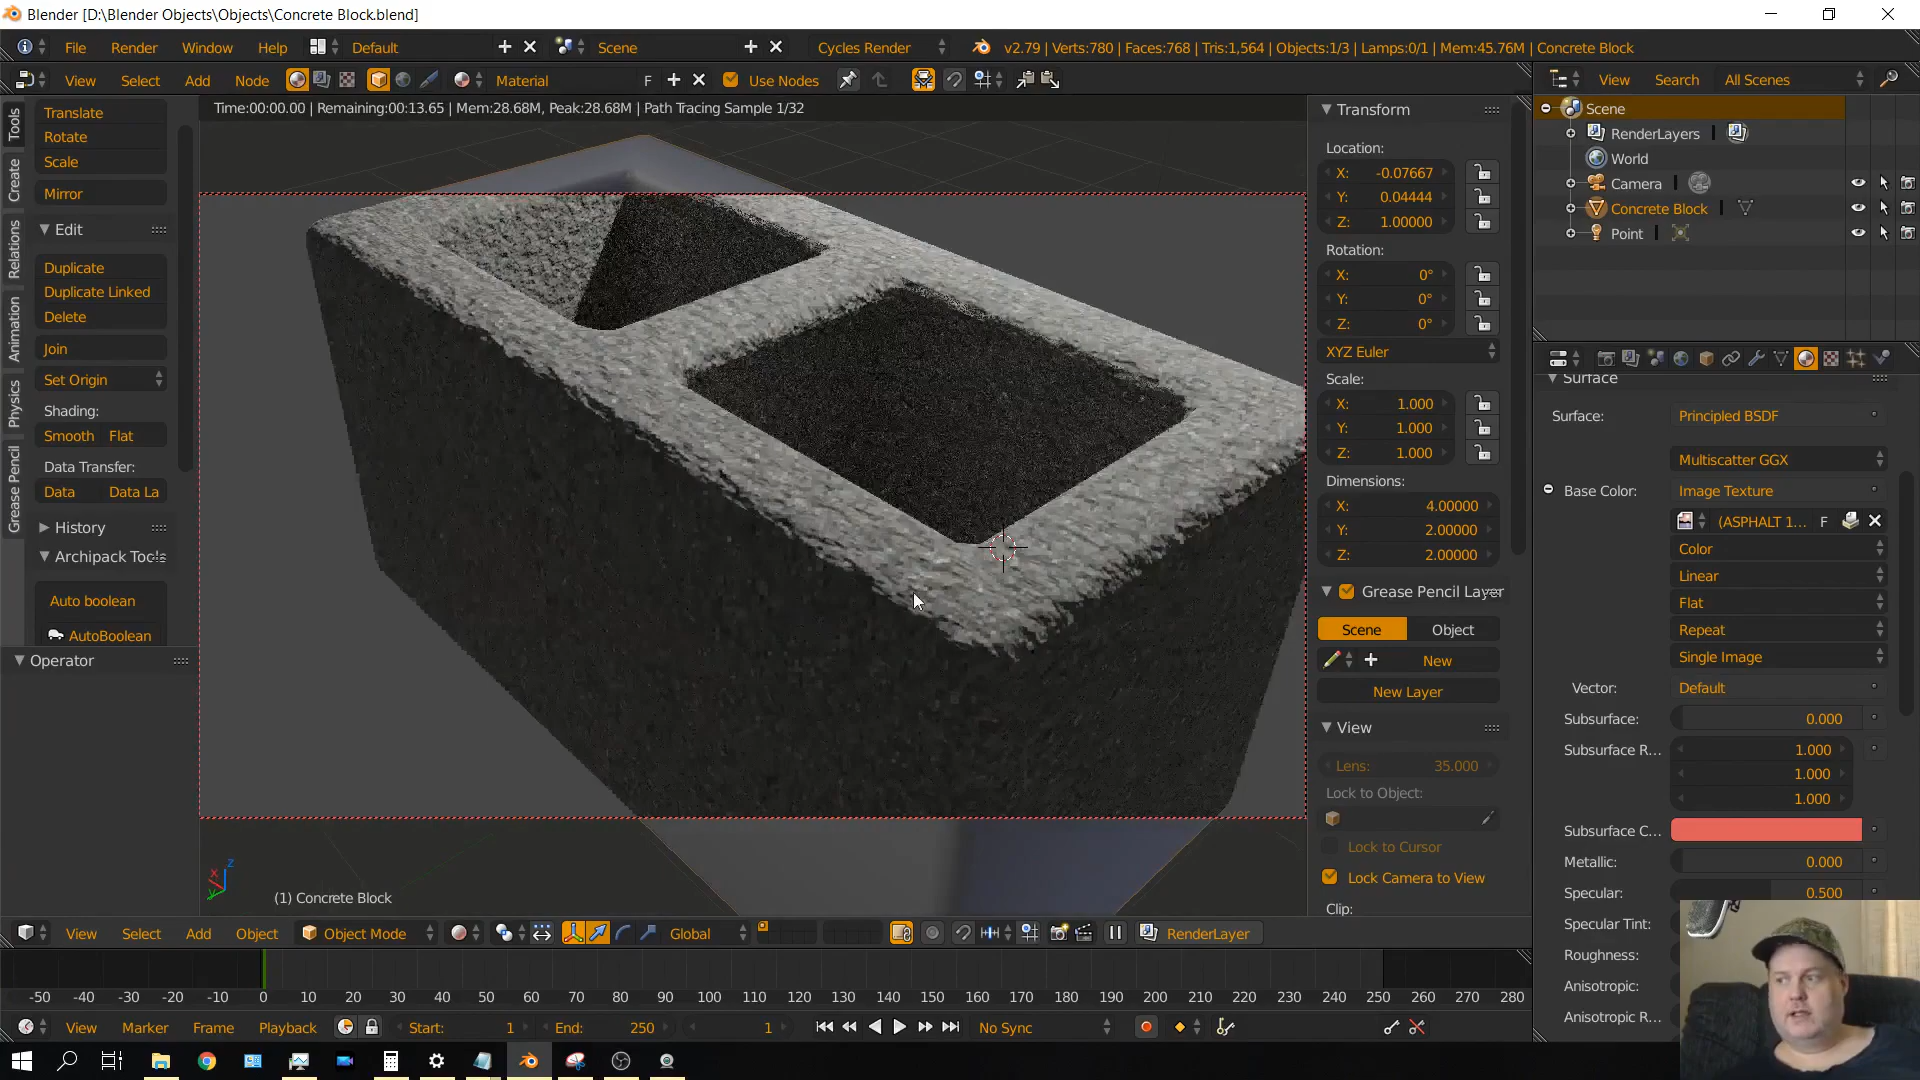 Blender [D:\Blender Objects\Objects\Concrete Block.blend]
File Render Window Help Default Scene Cycles Render v2.79 | Verts:780 | Faces:768 | Tris:1,564 | Objects:1/3 | Lamps:0/1 | Mem:45.76M | Concrete Block
View Select Add Node Material F Use Nodes
View Search All Scenes
Time:00:00.00 | Remaining:00:13.65 | Mem:28.68M, Peak:28.68M | Path Tracing Sample 1/32
Tools
Create
Relations
Animation
Physics
Grease Pencil
Translate
Rotate
Scale
Mirror
Edit
Duplicate
Duplicate Linked
Delete
Join
Set Origin
Shading:
Smooth Flat
Data Transfer:
Data Data La
History
Archipack Tools
Auto boolean
AutoBoolean
Operator
(1) Concrete Block
Transform
Location:
X: -0.07667
Y: 0.04444
Z: 1.00000
Rotation:
X: 0°
Y: 0°
Z: 0°
XYZ Euler
Scale:
X: 1.000
Y: 1.000
Z: 1.000
Dimensions:
X: 4.00000
Y: 2.00000
Z: 2.00000
Grease Pencil Layer
Scene Object
New
New Layer
View
Lens: 35.000
Lock to Object:
Lock to Cursor
Lock Camera to View
Clip:
Scene
RenderLayers
World
Camera
Concrete Block
Point
Surface
Surface: Principled BSDF
Multiscatter GGX
Base Color: Image Texture
(ASPHALT 1... F
Color
Linear
Flat
Repeat
Single Image
Vector: Default
Subsurface: 0.000
Subsurface R... 1.000
1.000
1.000
Subsurface C...
Metallic: 0.000
Specular: 0.500
Specular Tint:
Roughness:
Anisotropic:
Anisotropic R...
View Select Add Object Object Mode Global RenderLayer
-50 -40 -30 -20 -10 0 10 20 30 40 50 60 70 80 90 100 110 120 130 140 150 160 170 180 190 200 210 220 230 240 250 260 270 280
View Marker Frame Playback Start: 1 End: 250 1 No Sync
x z y